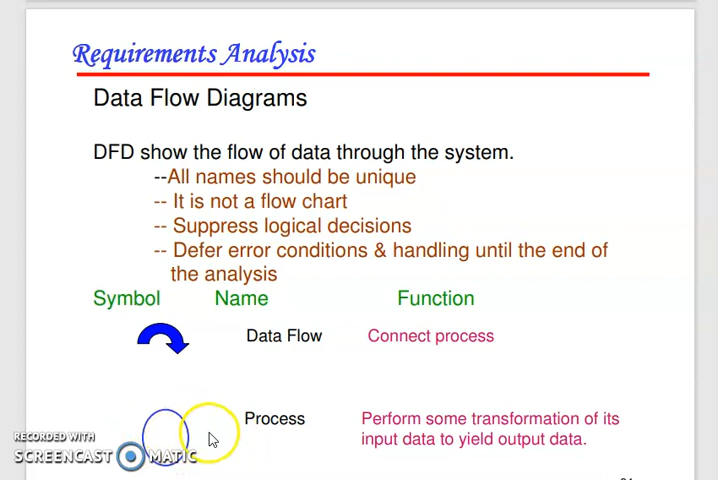 Requirements Analysis
Data Flow Diagrams
DFD show the flow of data through the system.
--All names should be unique
-- It is not a flow chart
-- Suppress logical decisions
-- Defer error conditions & handling until the end of
the analysis
Symbol Name Function
Data Flow Connect process
Process Perform some transformation of its
input data to yield output data.
RECORDED WITH
SCREENCAST MATIC